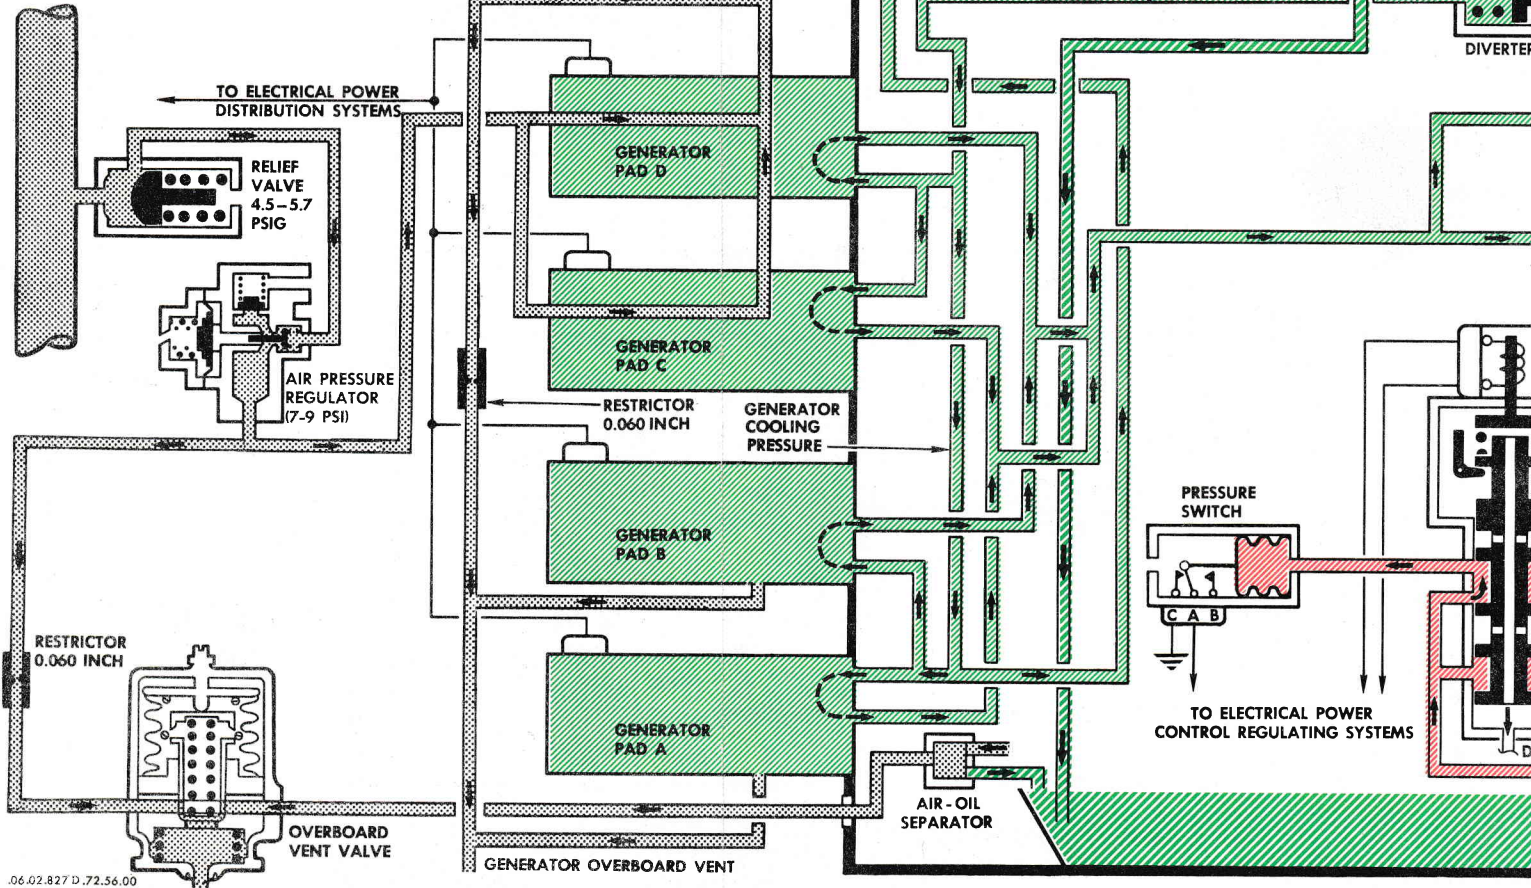 DIVERTER
TO ELECTRICAL POWER
DISTRIBUTION SYSTEMS
GENERATOR
PAD D
RELIEF
VALVE
4.5–5.7
PSIG
GENERATOR
PAD C
AIR PRESSURE
REGULATOR
(7-9 PSI)
RESTRICTOR
0.060 INCH
GENERATOR
COOLING
PRESSURE
PRESSURE
SWITCH
GENERATOR
PAD B
C A B
RESTRICTOR
0.060 INCH
TO ELECTRICAL POWER
CONTROL REGULATING SYSTEMS
GENERATOR
PAD A
D
AIR-OIL
SEPARATOR
OVERBOARD
VENT VALVE
GENERATOR OVERBOARD VENT
.06.02.827 D.72.56.00